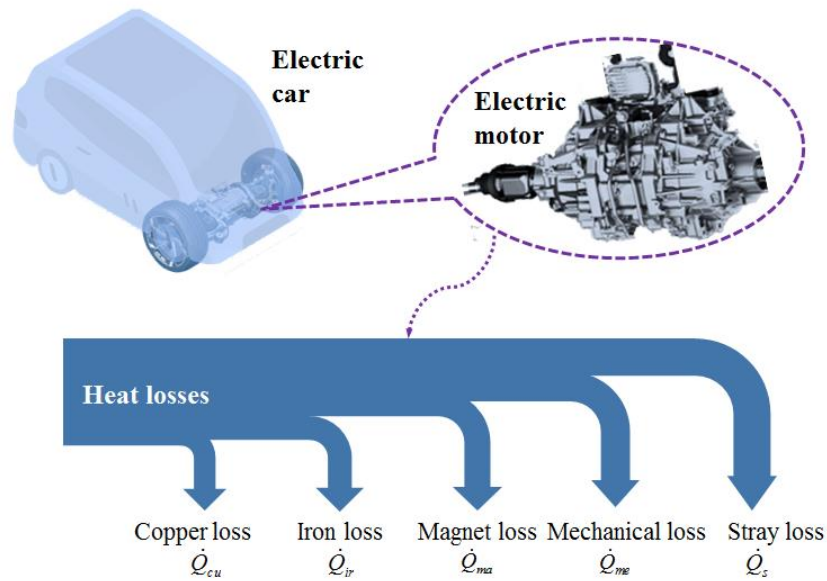 Electric
car
Electric
motor
Heat losses
Copper loss Iron loss Magnet loss Mechanical loss Stray loss
Q̇cu Q̇ir Q̇ma Q̇me Q̇s